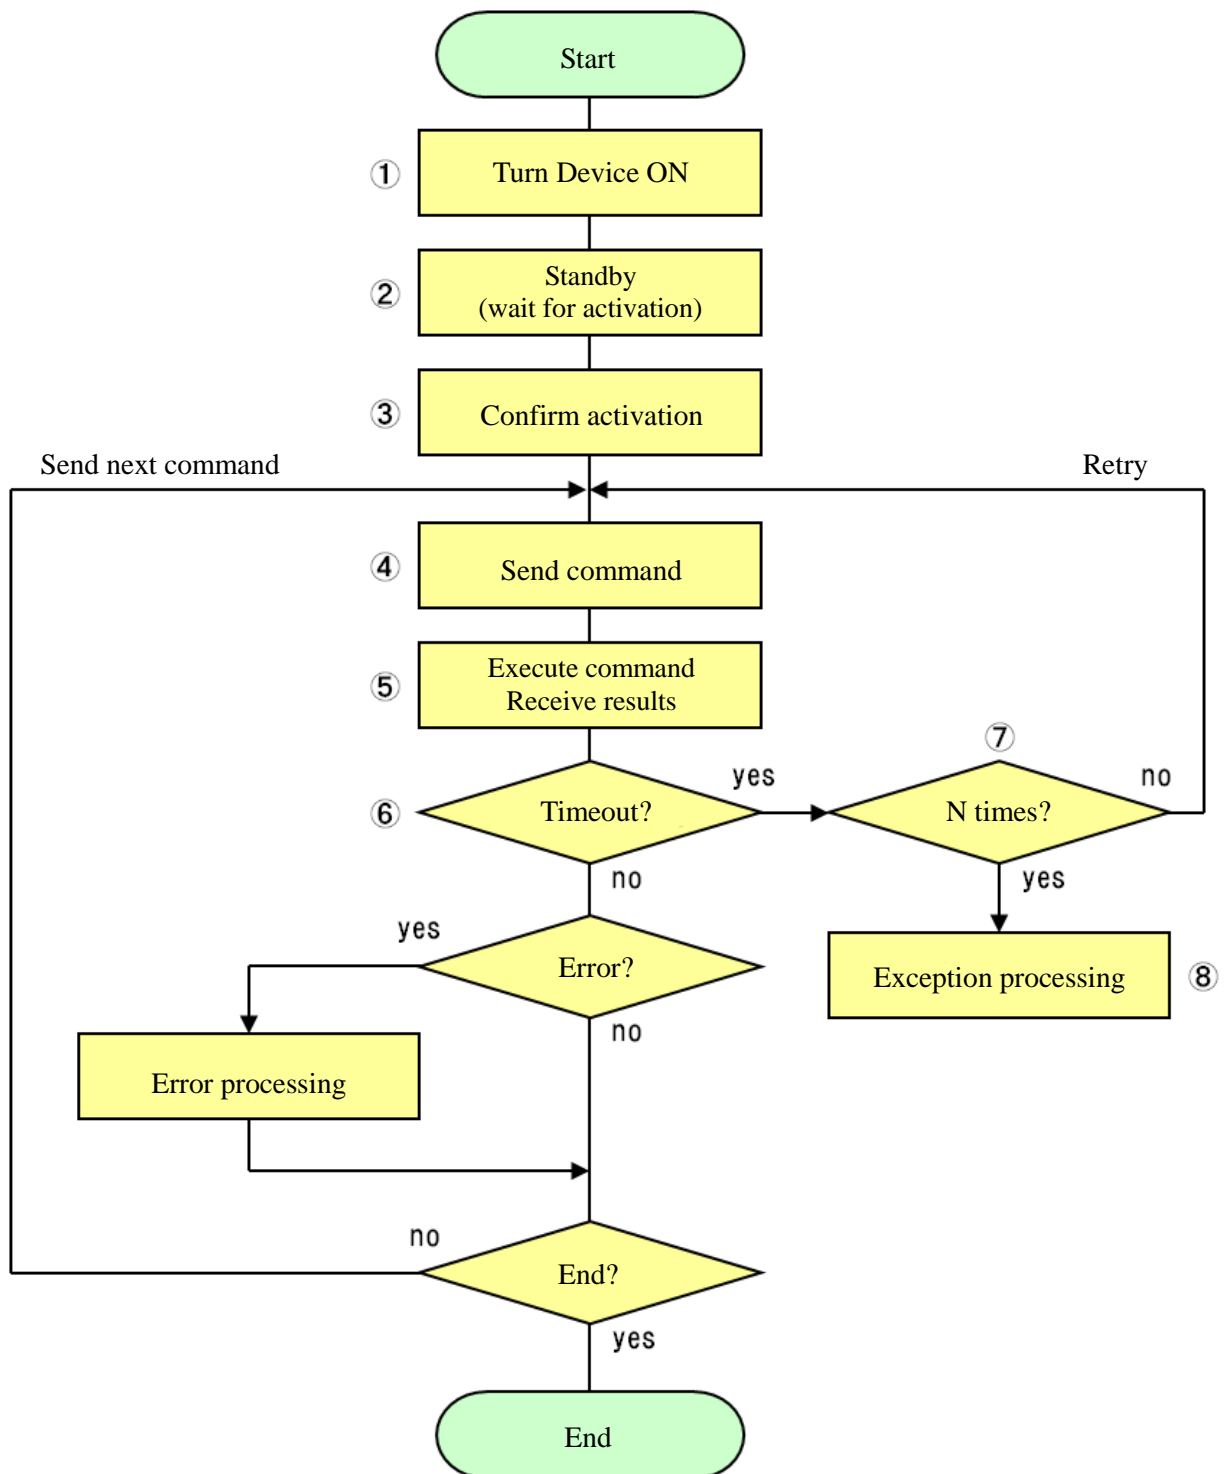 Start
① Turn Device ON
② Standby
(wait for activation)
③ Confirm activation
Send next command
Retry
④ Send command
⑤ Execute command
Receive results
⑥ Timeout?
yes
⑦
N times?
no
no
yes
yes
Error?
Exception processing ⑧
no
Error processing
no
End?
yes
End